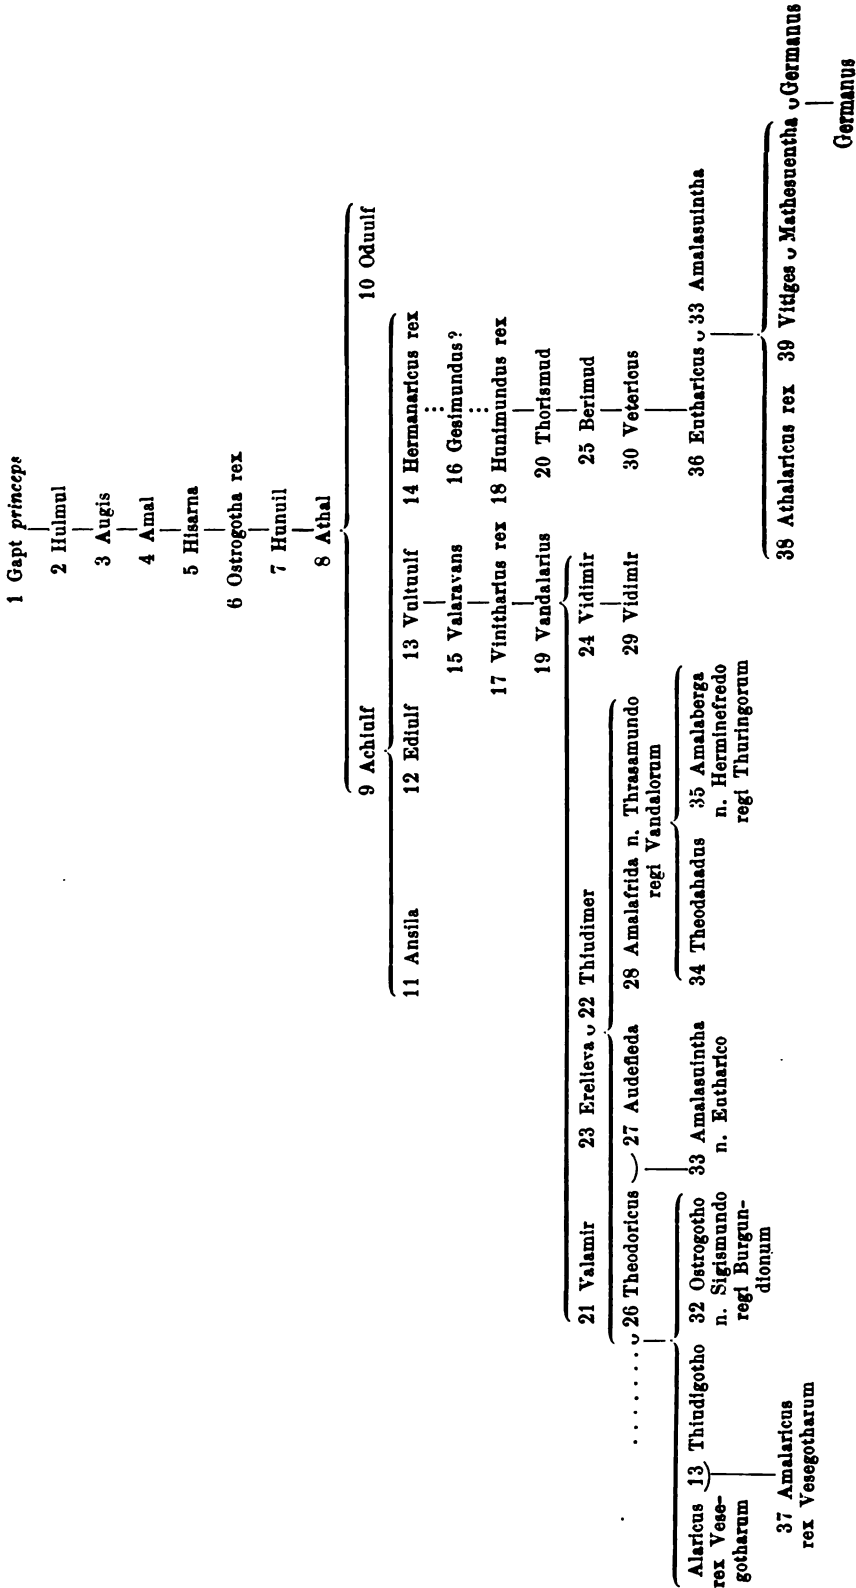 1 Gapt princeps
2 Hulmul
3 Augis
4 Amal
5 Hisarna
6 Ostrogotha rex
7 Hunuil
8 Athal
9 Achiulf 10 Oduulf
11 Ansila 12 Ediulf 13 Vultuulf 14 Hermanaricus rex
15 Valaravans 16 Gesimundus?
17 Vinitharius rex 18 Hunimundus rex
19 Vandalarius 20 Thorismud
21 Valamir 23 Erelieva ᴗ 22 Thiudimer 24 Vidimir 25 Berimud
........ᴗ 26 Theodoricus ᴗ 27 Audefleda 28 Amalafrida n. Thrasamundo 29 Vidimir 30 Vetericus
regi Vandalorum
Alaricus 13 Thiudigotho 32 Ostrogotho 33 Amalasuintha 34 Theodahadus 35 Amalaberga 36 Eutharicus ᴗ 33 Amalasuintha
rex Vese- n. Sigismundo n. Eutharico n. Herminefredo
gotharum regi Burgun- regi Thuringorum
dionum
37 Amalaricus 38 Athalaricus rex 39 Vitiges ᴗ Mathesuentha ᴗ Germanus
rex Vesegotharum
Germanus